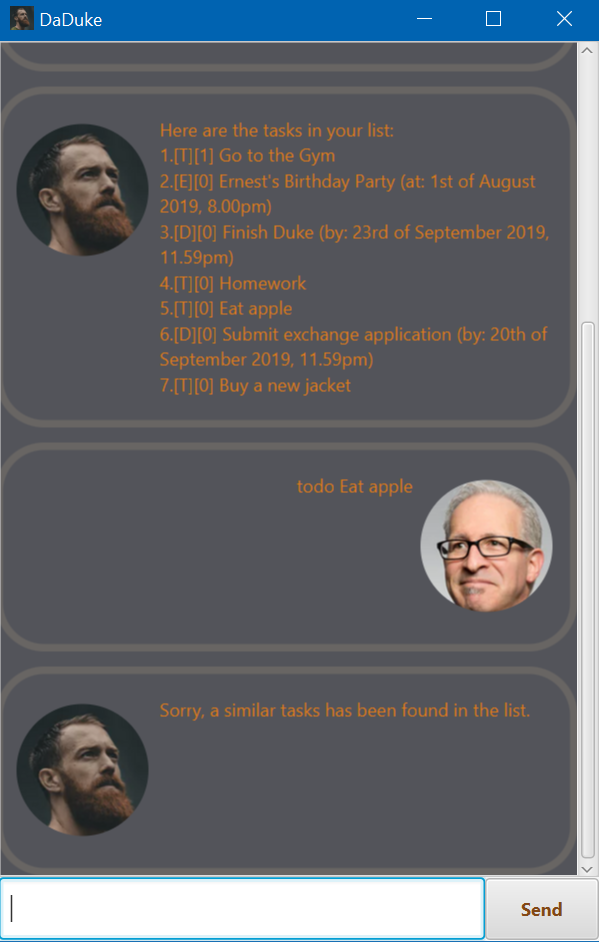 DaDuke
Here are the tasks in your list:
1.[T][1] Go to the Gym
2.[E][0] Ernest's Birthday Party (at: 1st of August
2019, 8.00pm)
3.[D][0] Finish Duke (by: 23rd of September 2019,
11.59pm)
4.[T][0] Homework
5.[T][0] Eat apple
6.[D][0] Submit exchange application (by: 20th of
September 2019, 11.59pm)
7.[T][0] Buy a new jacket
todo Eat apple
Sorry, a similar tasks has been found in the list.
Send